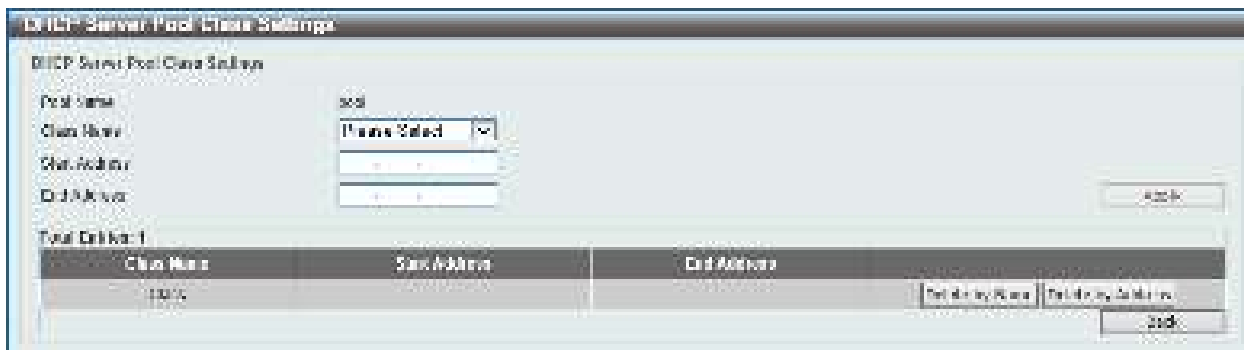 DHCP Server Pool Class Settings
DHCP Server Pool Class Settings
Pool Name pool
Class Name Please Select
Start Address
End Address Apply
Total Entries: 1
Class Name Start Address End Address
Delete by Name Delete by Address
Back